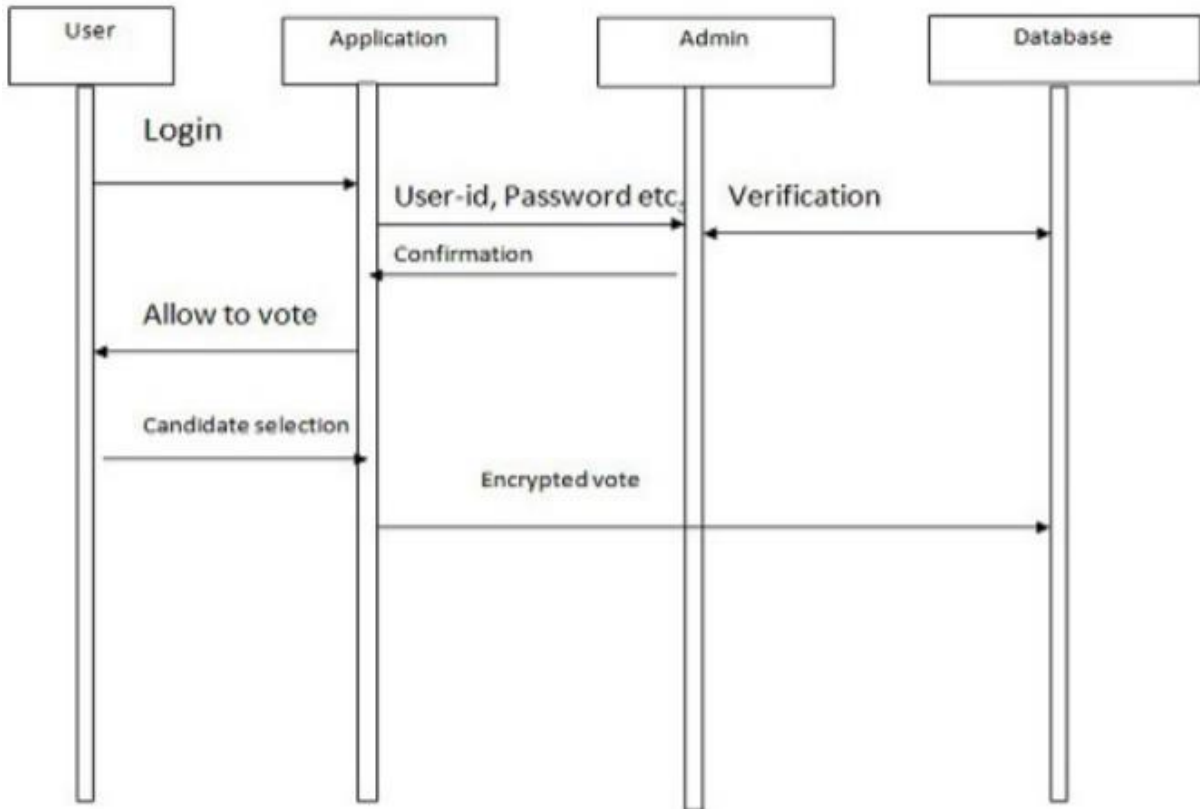 User
Application
Admin
Database
Login
User-id, Password etc.
Verification
Confirmation
Allow to vote
Candidate selection
Encrypted vote